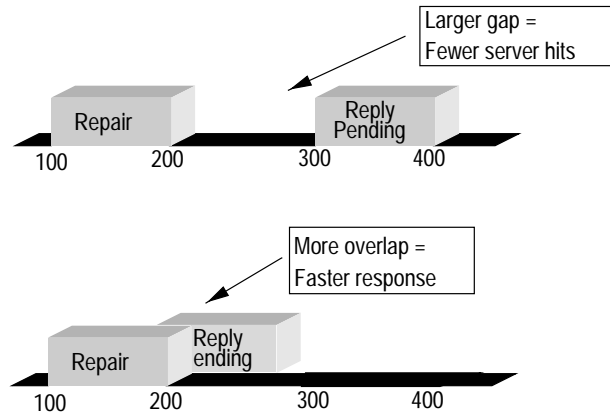 Larger gap =
Fewer server hits
Repair
Reply
Pending
100
200
300
400
More overlap =
Faster response
Repair
Reply
ending
100
200
300
400